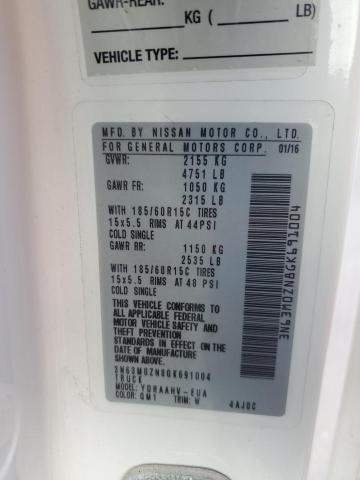 GAWR-REAR:
KG ( LB)
VEHICLE TYPE:
MFD. BY NISSAN MOTOR CO., LTD.
FOR GENERAL MOTORS CORP. 01/16
GVWR: 2155 KG
4751 LB
GAWR FR: 1050 KG
2315 LB
WITH 185/60R15C TIRES
15x5.5 RIMS AT 44PSI
COLD SINGLE
GAWR RR: 1150 KG
2535 LB
WITH 185/60R15C TIRES
15x5.5 RIMS AT 48 PSI
COLD SINGLE
THIS VEHICLE CONFORMS TO
ALL APPLICABLE FEDERAL
MOTOR VEHICLE SAFETY AND
THEFT PREVENTION
STANDARDS IN EFFECT ON
THE DATE OF MANUFACTURE
SHOWN ABOVE.
3N63M0ZN8GK691004
TRUCK
MODEL: YDRAAHV-EUA
COLOR: QM1 TRIM: W 4AJ0C
3N63M0ZN8GK691004